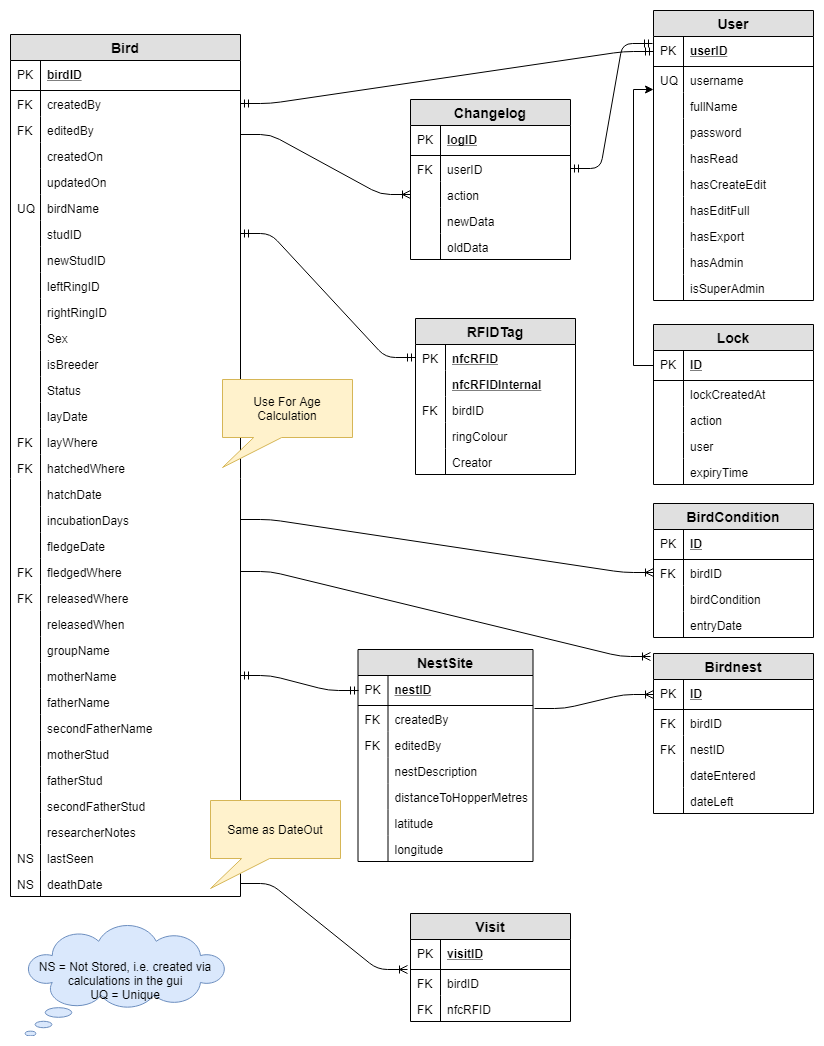 Bird
PK birdID
FK createdBy
FK editedBy
createdOn
updatedOn
UQ birdName
studID
newStudID
leftRingID
rightRingID
Sex
isBreeder
Status
layDate
FK layWhere
FK hatchedWhere
hatchDate
incubationDays
fledgeDate
FK fledgedWhere
FK releasedWhere
releasedWhen
groupName
motherName
fatherName
secondFatherName
motherStud
fatherStud
secondFatherStud
researcherNotes
NS lastSeen
NS deathDate
Use For Age
Calculation
Same as DateOut
NS = Not Stored, i.e. created via
calculations in the gui
UQ = Unique
Changelog
PK logID
FK userID
action
newData
oldData
RFIDTag
PK nfcRFID
nfcRFIDInternal
FK birdID
ringColour
Creator
NestSite
PK nestID
FK createdBy
FK editedBy
nestDescription
distanceToHopperMetres
latitude
longitude
Visit
PK visitID
FK birdID
FK nfcRFID
User
PK userID
UQ username
fullName
password
hasRead
hasCreateEdit
hasEditFull
hasExport
hasAdmin
isSuperAdmin
Lock
PK ID
lockCreatedAt
action
user
expiryTime
BirdCondition
PK ID
FK birdID
birdCondition
entryDate
Birdnest
PK ID
FK birdID
FK nestID
dateEntered
dateLeft